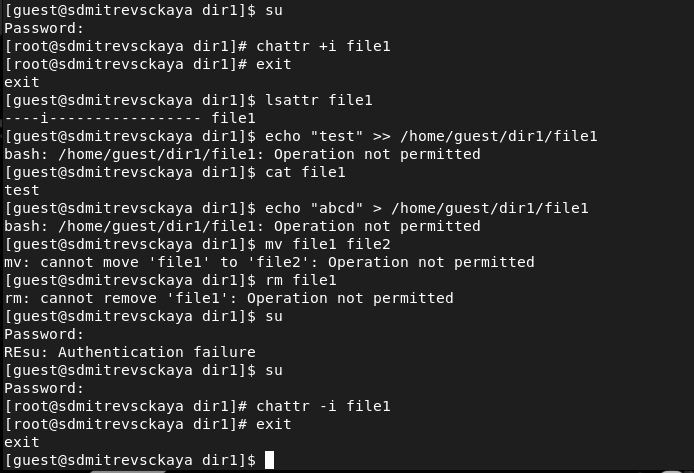 [guest@sdmitrevsckaya dir1]$ su
Password:
[root@sdmitrevsckaya dir1]# chattr +i file1
[root@sdmitrevsckaya dir1]# exit
exit
[guest@sdmitrevsckaya dir1]$ lsattr file1
----i----------------- file1
[guest@sdmitrevsckaya dir1]$ echo "test" >> /home/guest/dir1/file1
bash: /home/guest/dir1/file1: Operation not permitted
[guest@sdmitrevsckaya dir1]$ cat file1
test
[guest@sdmitrevsckaya dir1]$ echo "abcd" > /home/guest/dir1/file1
bash: /home/guest/dir1/file1: Operation not permitted
[guest@sdmitrevsckaya dir1]$ mv file1 file2
mv: cannot move 'file1' to 'file2': Operation not permitted
[guest@sdmitrevsckaya dir1]$ rm file1
rm: cannot remove 'file1': Operation not permitted
[guest@sdmitrevsckaya dir1]$ su
Password:
REsu: Authentication failure
[guest@sdmitrevsckaya dir1]$ su
Password:
[root@sdmitrevsckaya dir1]# chattr -i file1
[root@sdmitrevsckaya dir1]# exit
exit
[guest@sdmitrevsckaya dir1]$